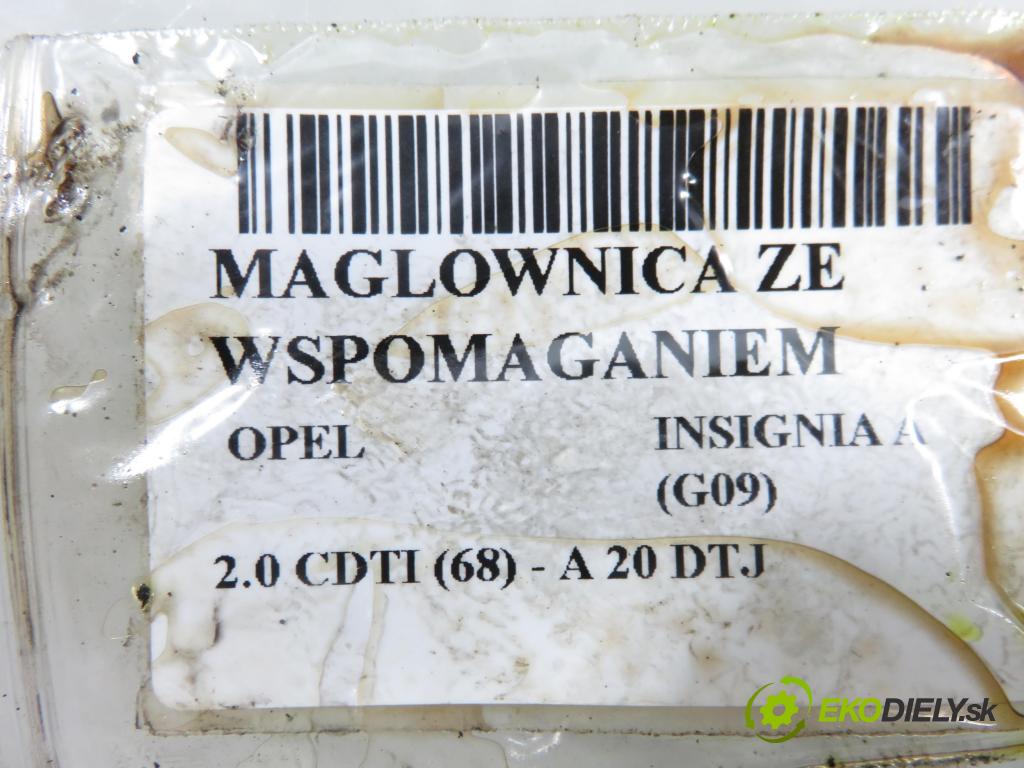 MAGLOWNICA ZE
WSPOMAGANIEM
OPEL INSIGNIA A
(G09)
2.0 CDTI (68) - A 20 DTJ
EKODIELY.sk